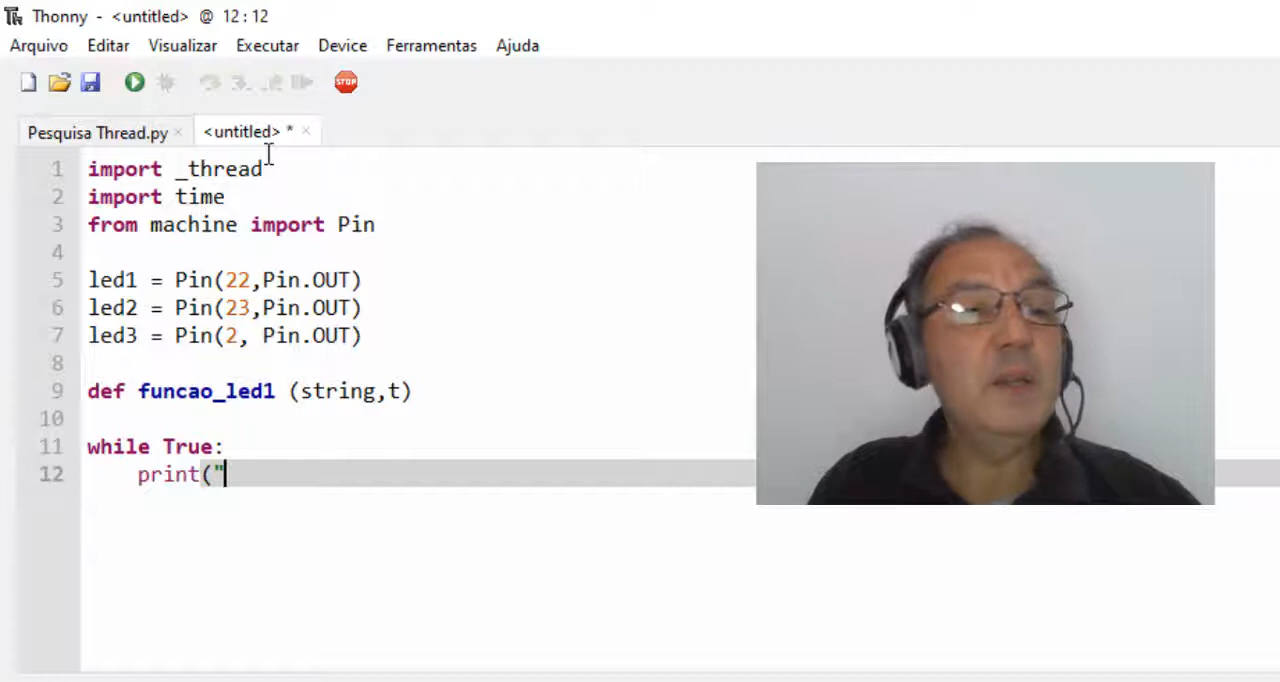 Thonny - <untitled> @ 12:12
Arquivo Editar Visualizar Executar Device Ferramentas Ajuda
STOP
Pesquisa Thread.py × <untitled> * ×
1 import _thread
2 import time
3 from machine import Pin
4
5 led1 = Pin(22,Pin.OUT)
6 led2 = Pin(23,Pin.OUT)
7 led3 = Pin(2, Pin.OUT)
8
9 def funcao_led1 (string,t)
10
11 while True:
12 print("